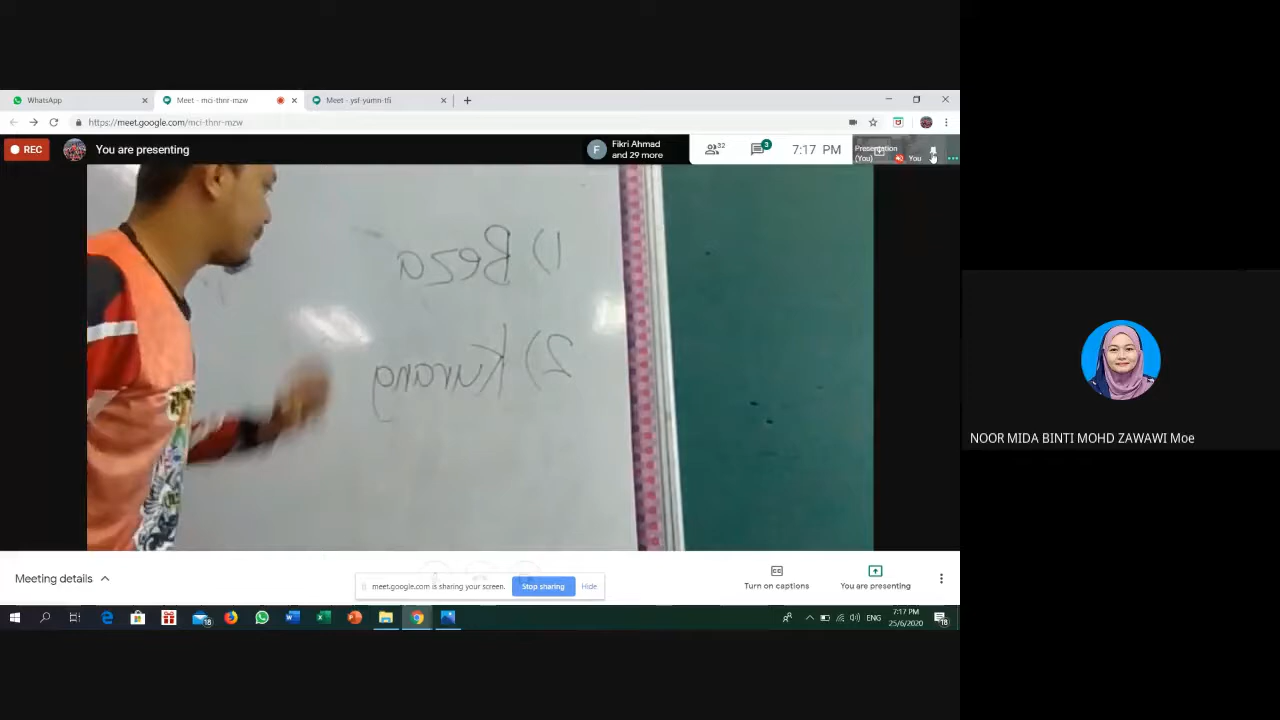 WhatsApp
Meet - mci-thnr-mzw
Meet - ysf-yumn-tfi
https://meet.google.com/mci-thnr-mzw
REC
You are presenting
F
Fikri Ahmad
and 29 more
32
3
7:17 PM
Presentation
(You)
You
1) Beza
2) Kurang
NOOR MIDA BINTI MOHD ZAWAWI Moe
Meeting details
meet.google.com is sharing your screen.
Stop sharing
Hide
Turn on captions
You are presenting
18
ENG
7:17 PM
25/6/2020
18